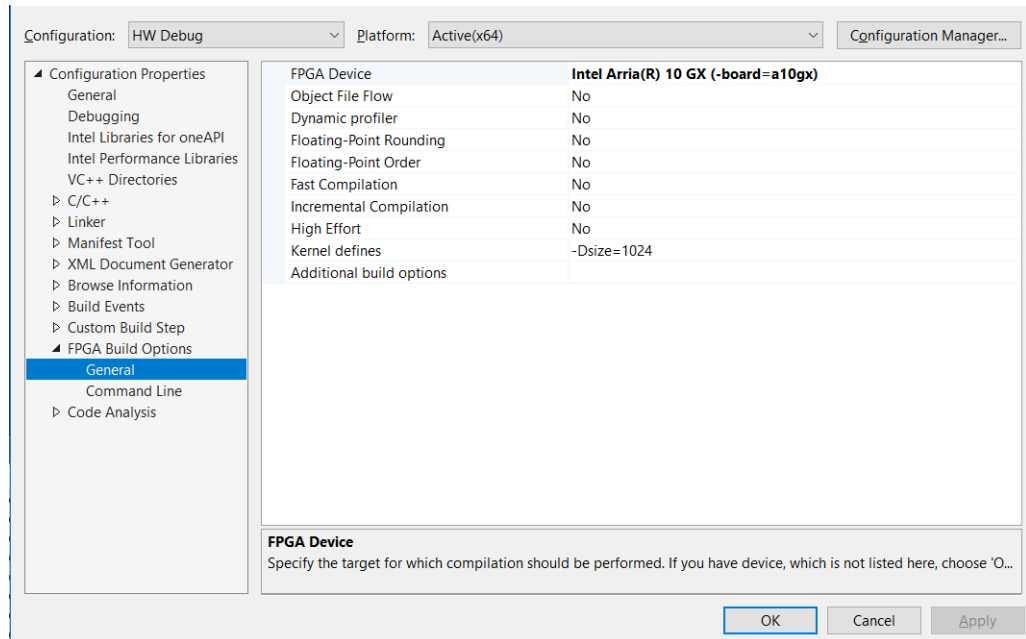 Configuration: HW Debug Platform: Active(x64) Configuration Manager...
Configuration Properties
General
Debugging
Intel Libraries for oneAPI
Intel Performance Libraries
VC++ Directories
C/C++
Linker
Manifest Tool
XML Document Generator
Browse Information
Build Events
Custom Build Step
FPGA Build Options
General
Command Line
Code Analysis
FPGA Device Intel Arria(R) 10 GX (-board=a10gx)
Object File Flow No
Dynamic profiler No
Floating-Point Rounding No
Floating-Point Order No
Fast Compilation No
Incremental Compilation No
High Effort No
Kernel defines -Dsize=1024
Additional build options
FPGA Device
Specify the target for which compilation should be performed. If you have device, which is not listed here, choose 'O...
OK Cancel Apply